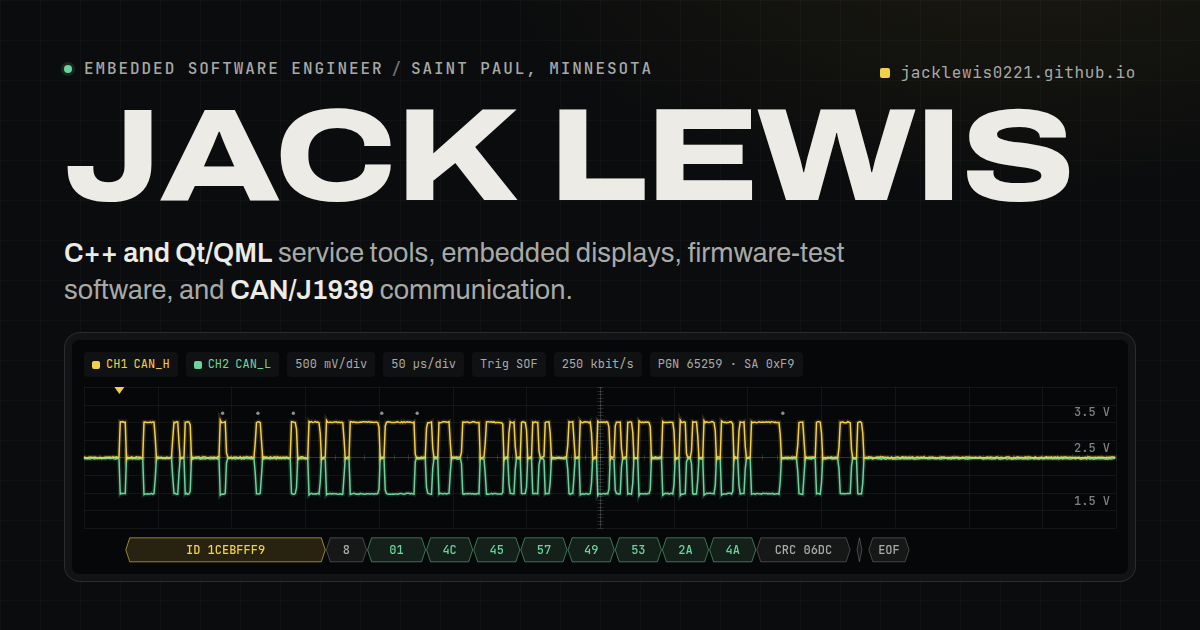 EMBEDDED SOFTWARE ENGINEER / SAINT PAUL, MINNESOTA
jacklewis0221.github.io
JACK LEWIS
C++ and Qt/QML service tools, embedded displays, firmware-test
software, and CAN/J1939 communication.
CH1 CAN_H CH2 CAN_L 500 mV/div 50 µs/div Trig SOF 250 kbit/s PGN 65259 · SA 0xF9
3.5 V
2.5 V
1.5 V
ID 1CEBFFF9 8 01 4C 45 57 49 53 2A 4A CRC 06DC EOF